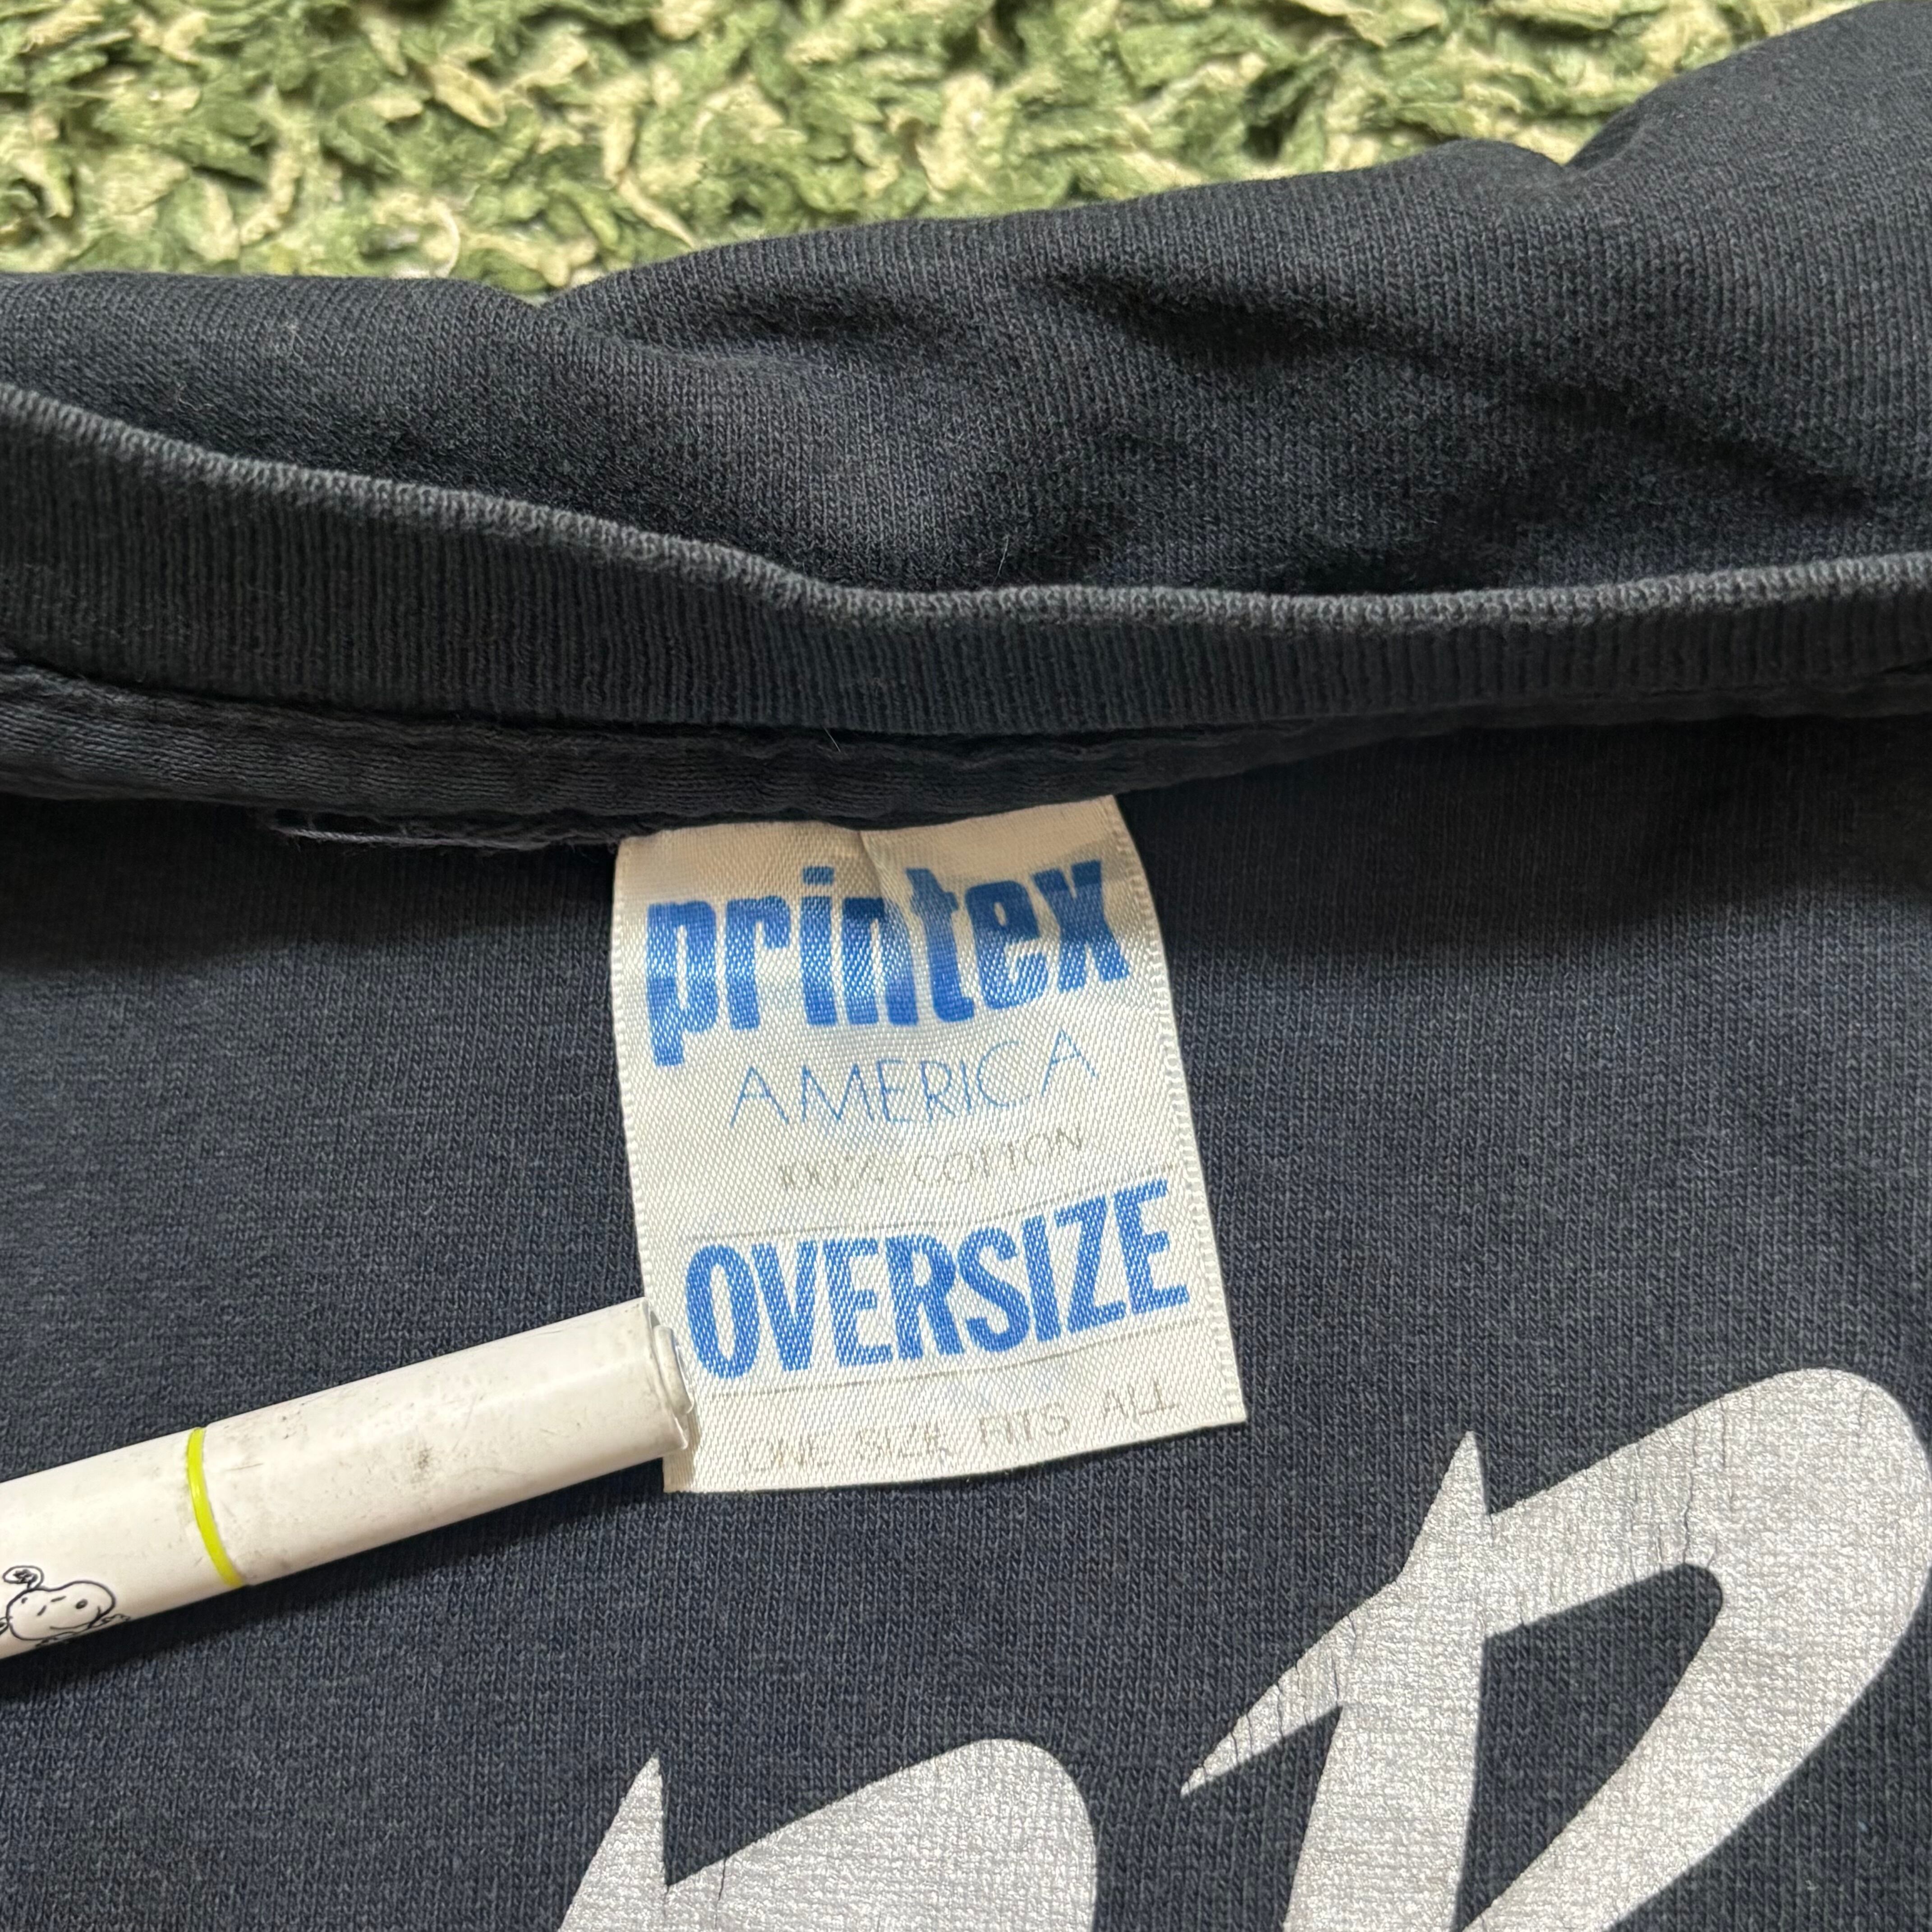 printex
AMERICA
100% COTTON
OVERSIZE
ONE SIZE FITS ALL